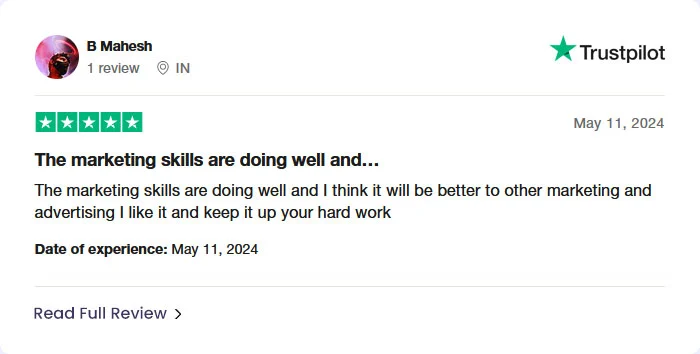 B Mahesh
1 review IN
Trustpilot
May 11, 2024
The marketing skills are doing well and...
The marketing skills are doing well and I think it will be better to other marketing and
advertising I like it and keep it up your hard work
Date of experience: May 11, 2024
Read Full Review